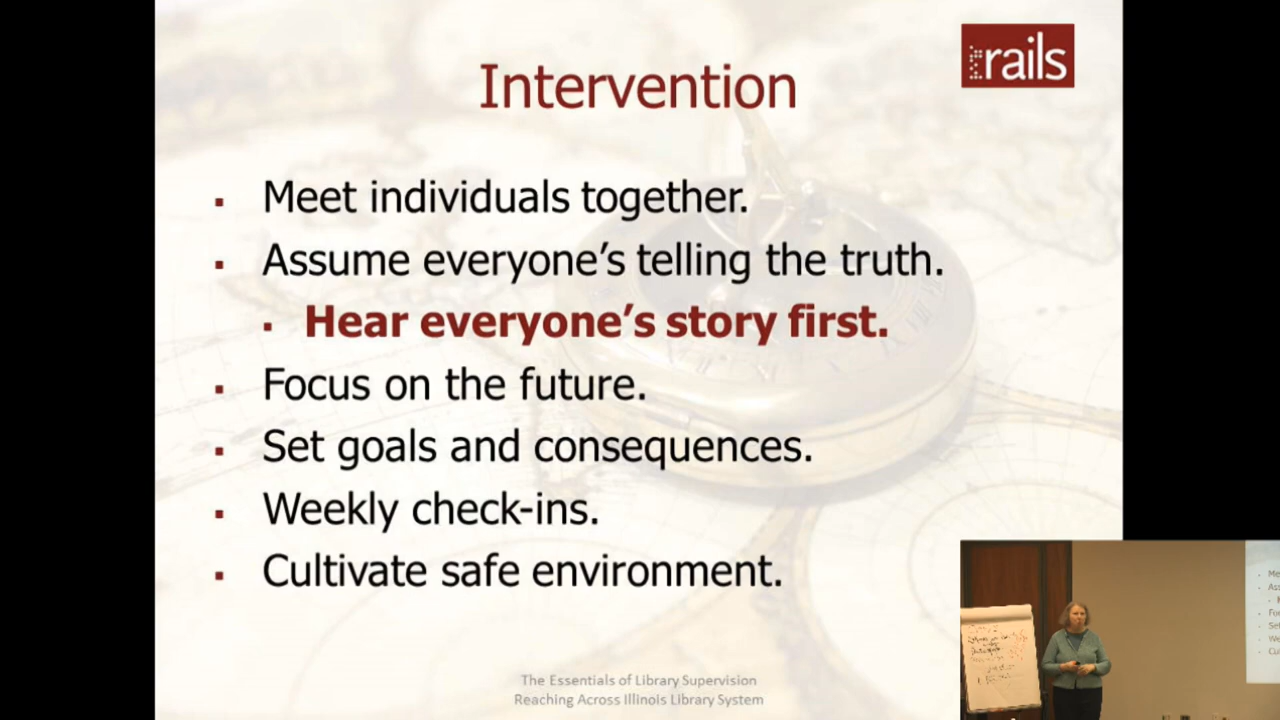 rails
Intervention
▪ Meet individuals together.
▪ Assume everyone's telling the truth.
▪ Hear everyone's story first.
▪ Focus on the future.
▪ Set goals and consequences.
▪ Weekly check-ins.
▪ Cultivate safe environment.
The Essentials of Library Supervision
Reaching Across Illinois Library System